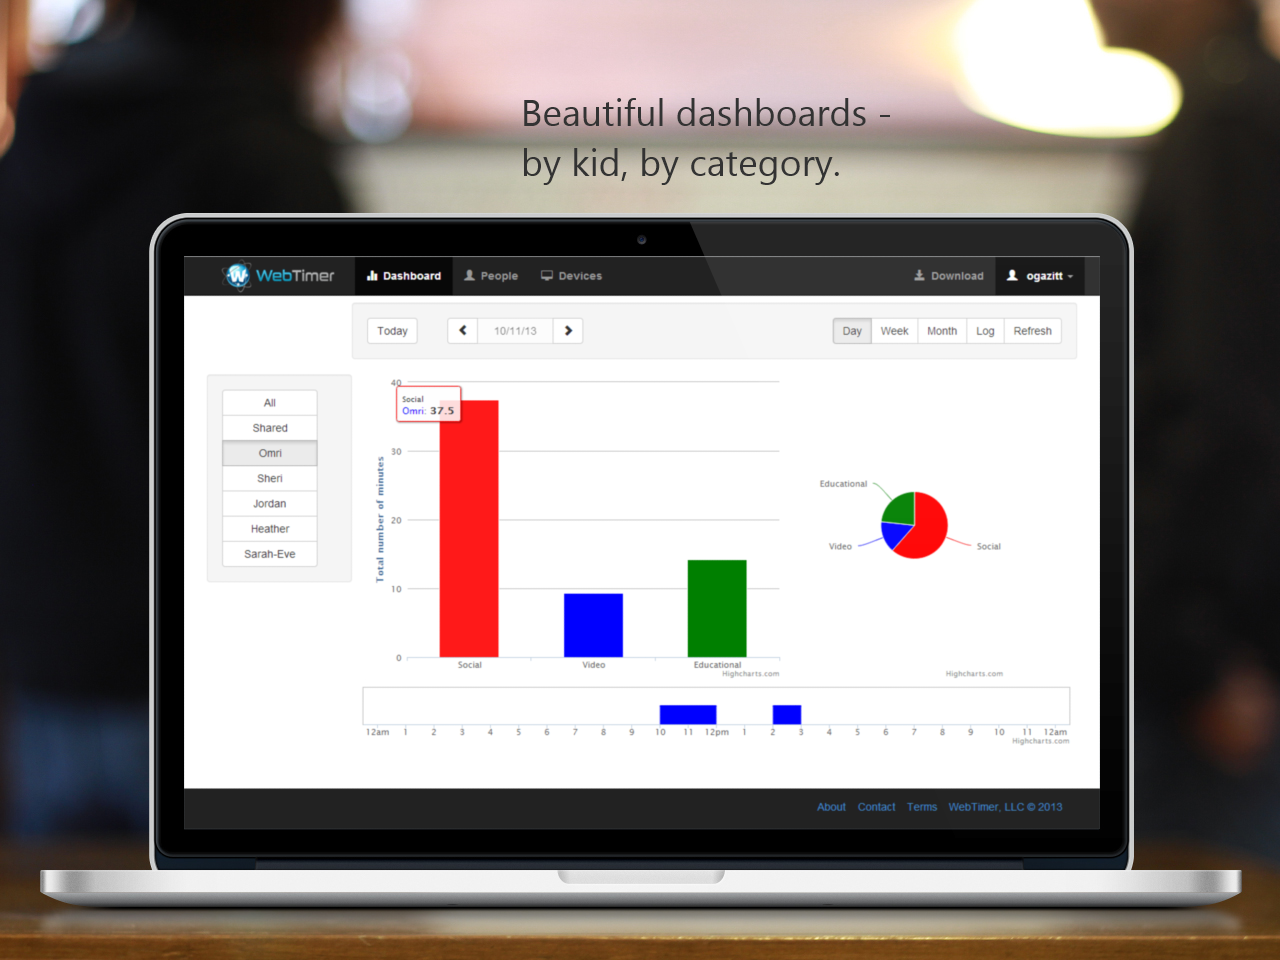 Beautiful dashboards -
by kid, by category.
W WebTimer Dashboard People Devices Download ogazitt
Today 10/11/13 Day Week Month Log Refresh
All
Shared
Omri
Sheri
Jordan
Heather
Sarah-Eve
Total number of minutes
40
30
20
10
0
Social
Omri: 37.5
Social Video Educational
Highcharts.com
Educational
Video
Social
Highcharts.com
12am 1 2 3 4 5 6 7 8 9 10 11 12pm 1 2 3 4 5 6 7 8 9 10 11 12am
Highcharts.com
About Contact Terms WebTimer, LLC © 2013